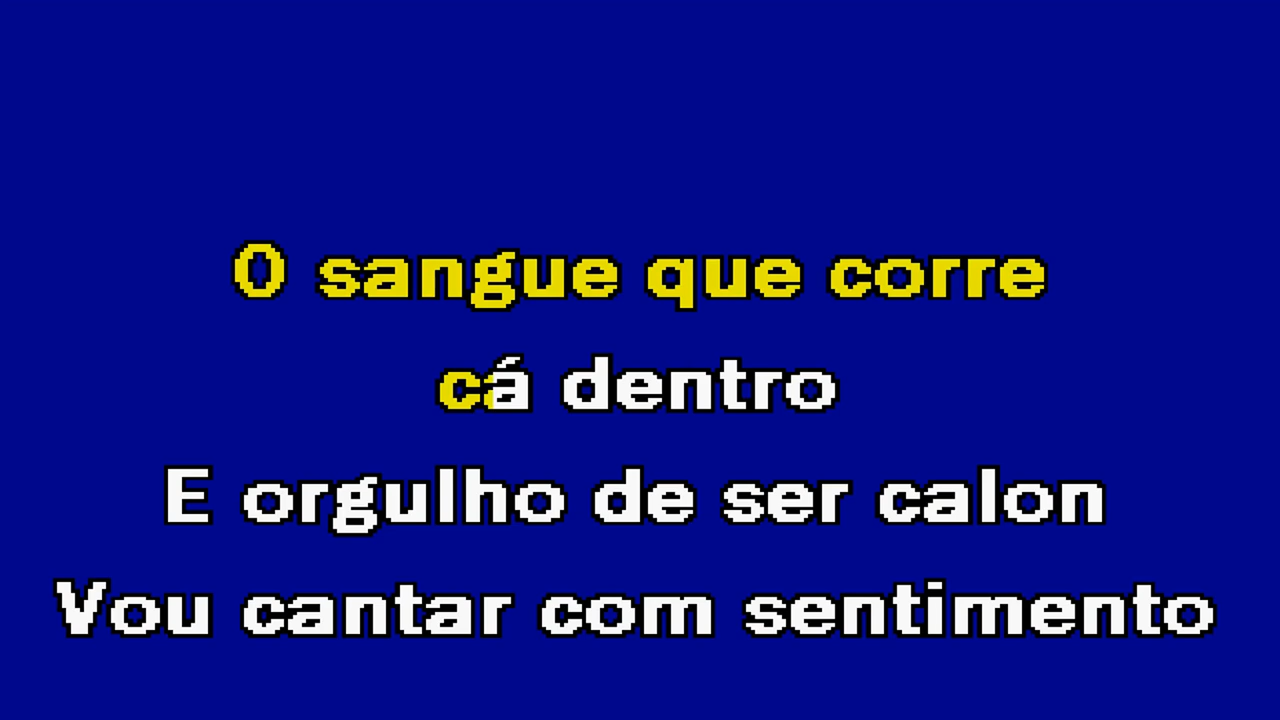 O sangue que corre
cá dentro
E orgulho de ser calon
Vou cantar com sentimento